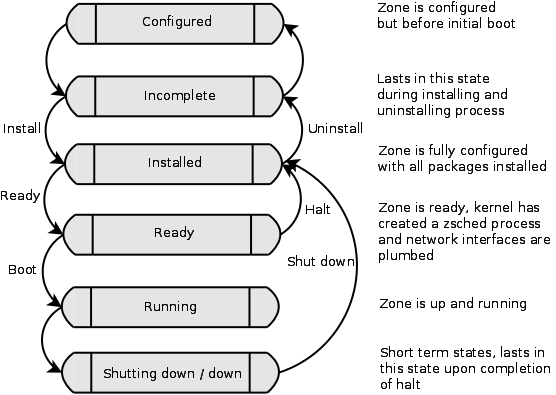 Configured
Zone is configured
but before initial boot
Incomplete
Lasts in this state
during installing and
uninstalling process
Install
Uninstall
Installed
Zone is fully configured
with all packages installed
Ready
Halt
Ready
Zone is ready, kernel has
created a zsched process
and network interfaces are
plumbed
Boot
Shut down
Running
Zone is up and running
Shutting down / down
Short term states, lasts in
this state upon completion
of halt